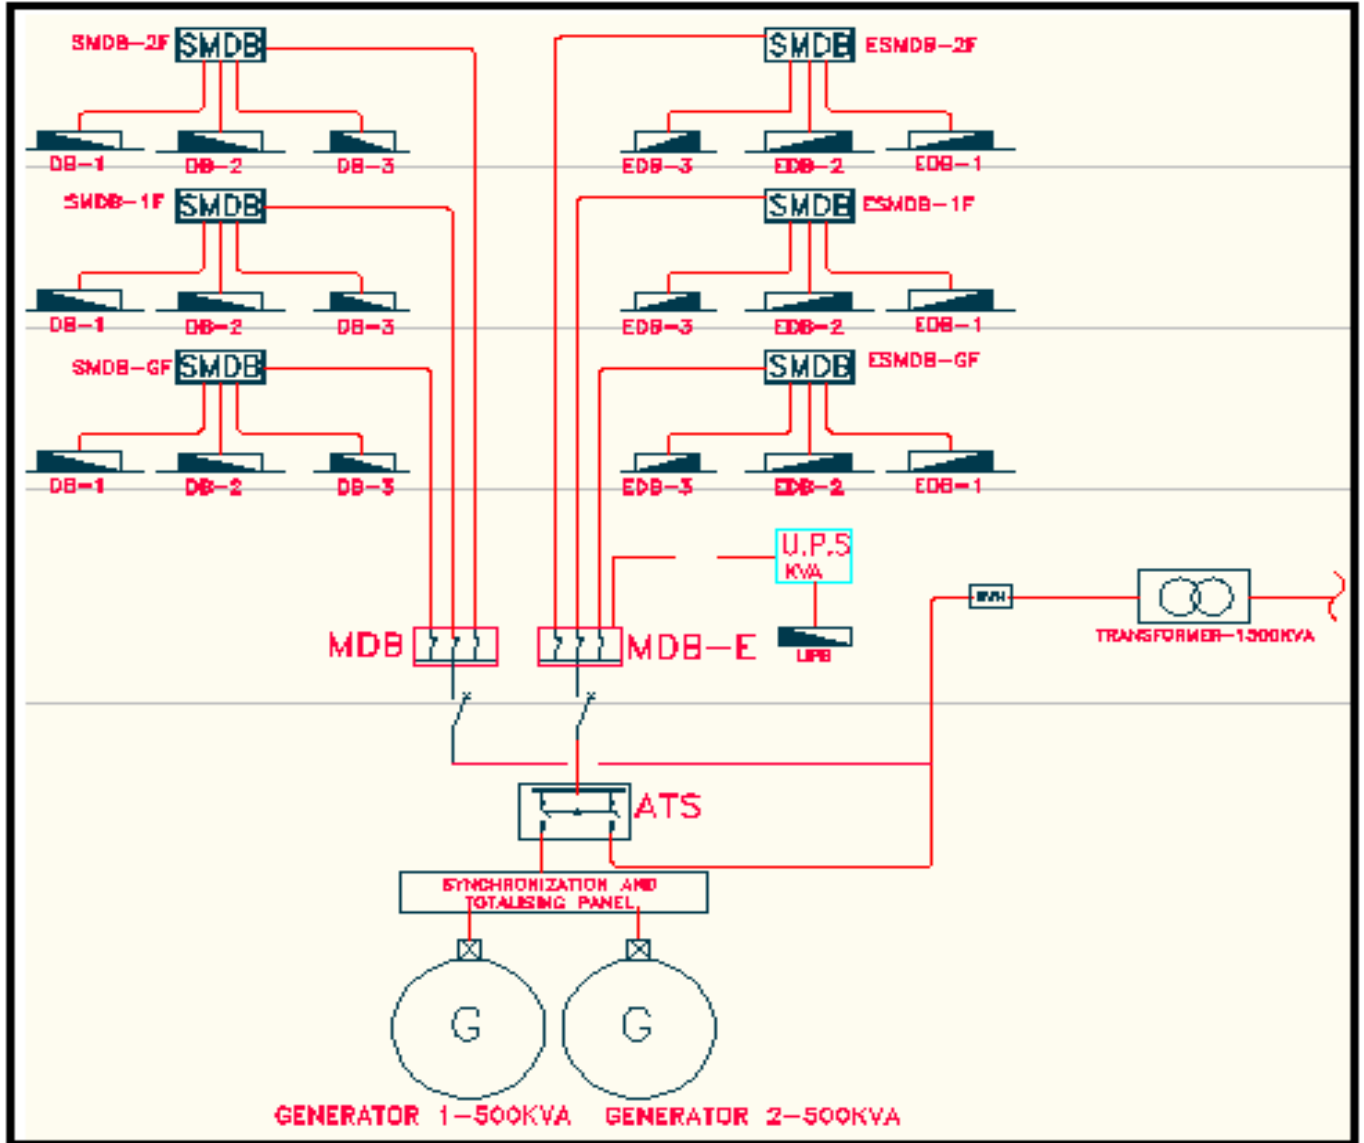 SMDB-2F SMDB SMDB ESMDB-2F
DB-1 DB-2 DB-3 EDB-3 EDB-2 EDB-1
SMDB-1F SMDB SMDB ESMDB-1F
DB-1 DB-2 DB-3 EDB-3 EDB-2 EDB-1
SMDB-GF SMDB SMDB ESMDB-GF
DB-1 DB-2 DB-3 EDB-3 EDB-2 EDB-1
U.P.S
KVA
MDB MDB-E
TRANSFORMER-1500KVA
ATS
SYNCHRONIZATION AND
TOTALISING PANEL
G G
GENERATOR 1-500KVA GENERATOR 2-500KVA